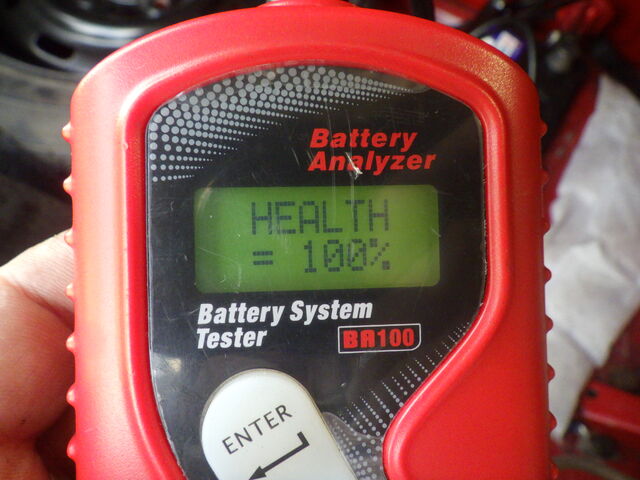 Battery
Analyzer
HEALTH
= 100%
Battery System
Tester
BA100
ENTER